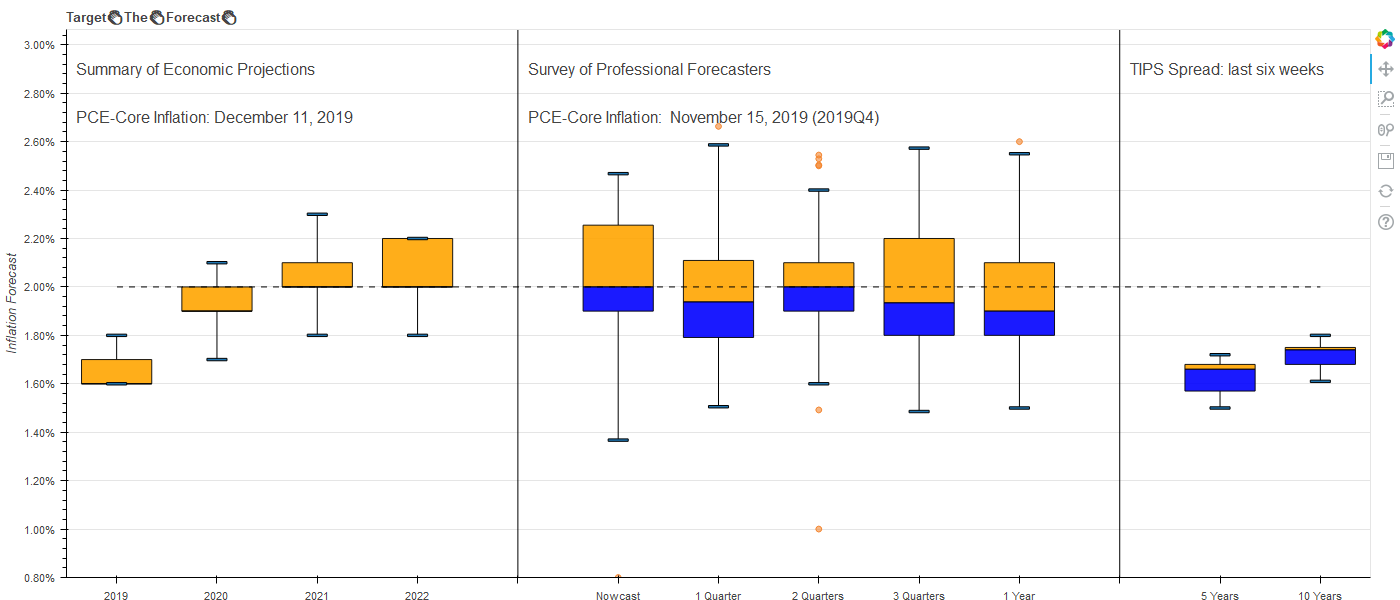 Target👏The👏Forecast👏
Summary of Economic Projections
PCE-Core Inflation: December 11, 2019
Survey of Professional Forecasters
PCE-Core Inflation:  November 15, 2019 (2019Q4)
TIPS Spread: last six weeks
Inflation Forecast
3.00%
2.80%
2.60%
2.40%
2.20%
2.00%
1.80%
1.60%
1.40%
1.20%
1.00%
0.80%
2019 2020 2021 2022 Nowcast 1 Quarter 2 Quarters 3 Quarters 1 Year 5 Years 10 Years